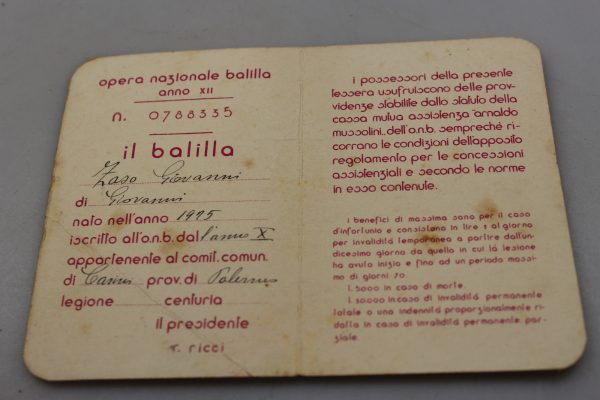 opera nazionale balilla
anno XII
n. 0788335
il balilla
Zaso Giovanni
di Giovanni
nato nell'anno 1925
iscritto all'o.n.b. dal l'anno X
appartenente al comit. comun.
di prov. di Palermo
legione centuria
il presidente
r. ricci
i possessori della presente
tessera usufruiscono delle prov-
videnze stabilite dallo statuto della
cassa mutua assistenza "arnaldo
mussolini" dell'o.n.b. sempreché ri-
corrano le condizioni dell'apposito
regolamento per le concessioni
assistenziali e secondo le norme
in esso contenute.
i benefici di massima sono per il caso
d'infortunio e consistono in lire 2 al giorno
per invalidità temporanea a partire dall'un-
dicesimo giorno da quello in cui la lesione
ha avuto inizio e fino ad un periodo massi-
mo di giorni 70.
l. 5000 in caso di morte.
l. 10000 in caso di invalidità permanente
totale o una indennità proporzionalmente ri-
dotta in caso di invalidità permanente par-
ziale.